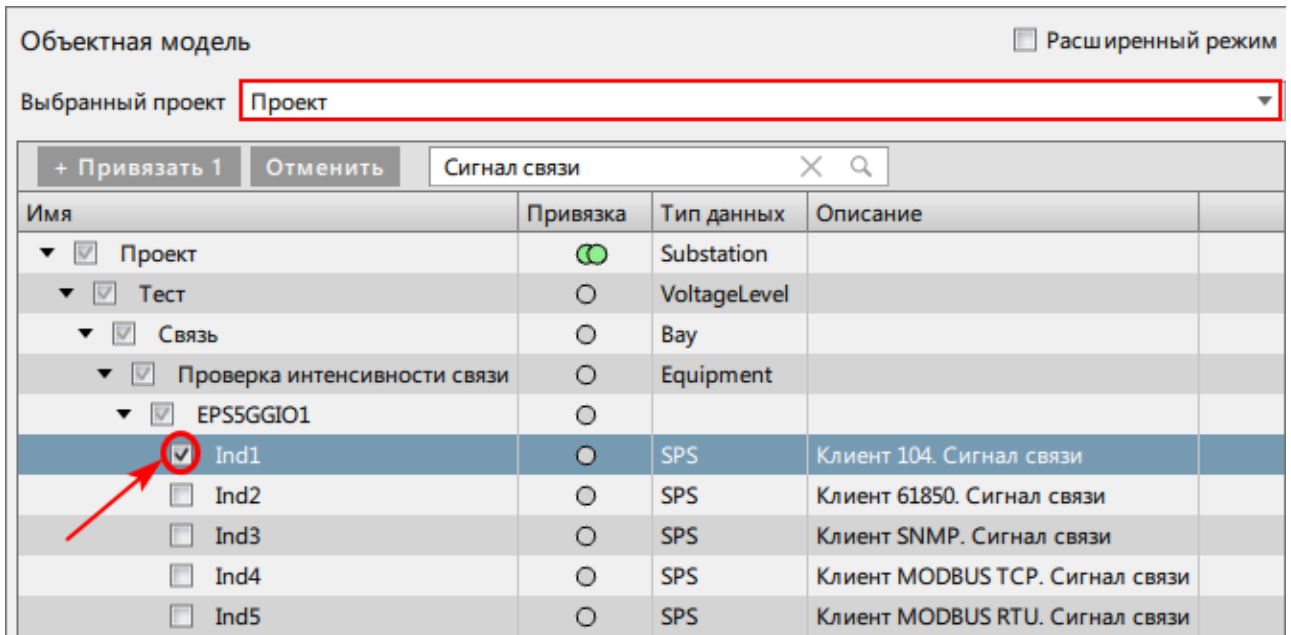 Объектная модель Расширенный режим
Выбранный проект Проект
+ Привязать 1 Отменить Сигнал связи
Имя Привязка Тип данных Описание
Проект Substation
Тест VoltageLevel
Связь Bay
Проверка интенсивности связи Equipment
EPS5GGIO1
Ind1 SPS Клиент 104. Сигнал связи
Ind2 SPS Клиент 61850. Сигнал связи
Ind3 SPS Клиент SNMP. Сигнал связи
Ind4 SPS Клиент MODBUS TCP. Сигнал связи
Ind5 SPS Клиент MODBUS RTU. Сигнал связи